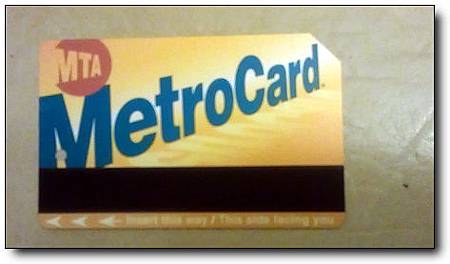 MTA
MetroCard
Insert this way / This side facing you